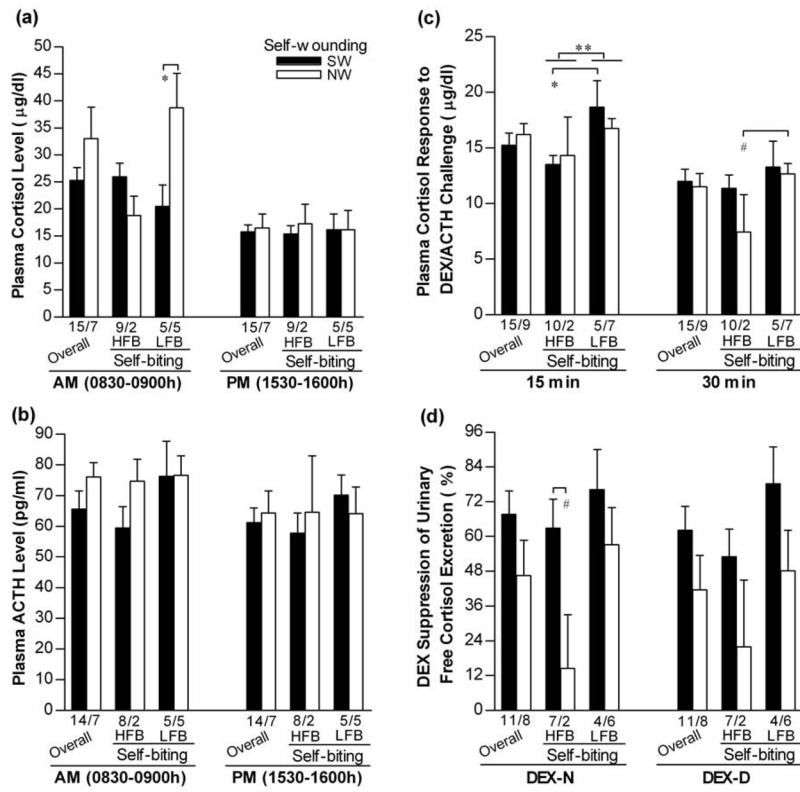 (a)
Plasma Cortisol Level ( µg/dl)
50
45
40
35
30
25
20
15
10
5
0
Self-wounding
SW
NW
*
15/7 9/2 5/5 15/7 9/2 5/5
Overall HFB LFB Overall HFB LFB
Self-biting Self-biting
AM (0830-0900h) PM (1530-1600h)
(b)
Plasma ACTH Level (pg/ml)
90
80
70
60
50
40
30
20
10
0
14/7 8/2 5/5 14/7 8/2 5/5
Overall HFB LFB Overall HFB LFB
Self-biting Self-biting
AM (0830-0900h) PM (1530-1600h)
(c)
Plasma Cortisol Response to
DEX/ACTH Challenge ( µg/dl)
25
20
15
10
5
0
**
*
#
15/9 10/2 5/7 15/9 10/2 5/7
Overall HFB LFB Overall HFB LFB
Self-biting Self-biting
15 min 30 min
(d)
DEX Suppression of Urinary
Free Cortisol Excretion ( %)
96
84
72
60
48
36
24
12
0
#
11/8 7/2 4/6 11/8 7/2 4/6
Overall HFB LFB Overall HFB LFB
Self-biting Self-biting
DEX-N DEX-D